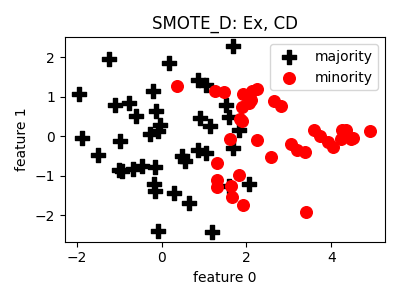 SMOTE_D: Ex, CD
majority
minority
feature 1
2
1
0
−1
−2
−2
0
2
4
feature 0